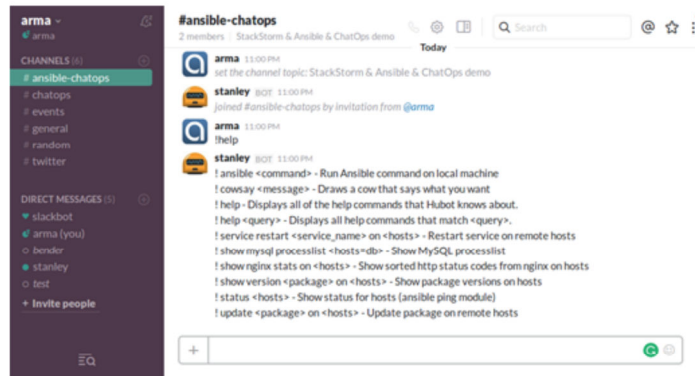 arma
arma
CHANNELS (6)
# ansible-chatops
# chatops
# events
# general
# random
# twitter
DIRECT MESSAGES (5)
slackbot
arma (you)
bender
stanley
test
+ Invite people
#ansible-chatops
2 members | StackStorm & Ansible & ChatOps demo
Search
Today
arma 11:00 PM
set the channel topic: StackStorm & Ansible & ChatOps demo
stanley BOT 11:00 PM
joined #ansible-chatops by invitation from @arma
arma 11:00 PM
!help
stanley BOT 11:00 PM
! ansible <command> - Run Ansible command on local machine
! cowsay <message> - Draws a cow that says what you want
! help - Displays all of the help commands that Hubot knows about.
! help <query> - Displays all help commands that match <query>.
! service restart <service_name> on <hosts> - Restart service on remote hosts
! show mysql processlist <hosts=db> - Show MySQL processlist
! show nginx stats on <hosts> - Show sorted http status codes from nginx on hosts
! show version <package> on <hosts> - Show package versions on hosts
! status <hosts> - Show status for hosts (ansible ping module)
! update <package> on <hosts> - Update package on remote hosts